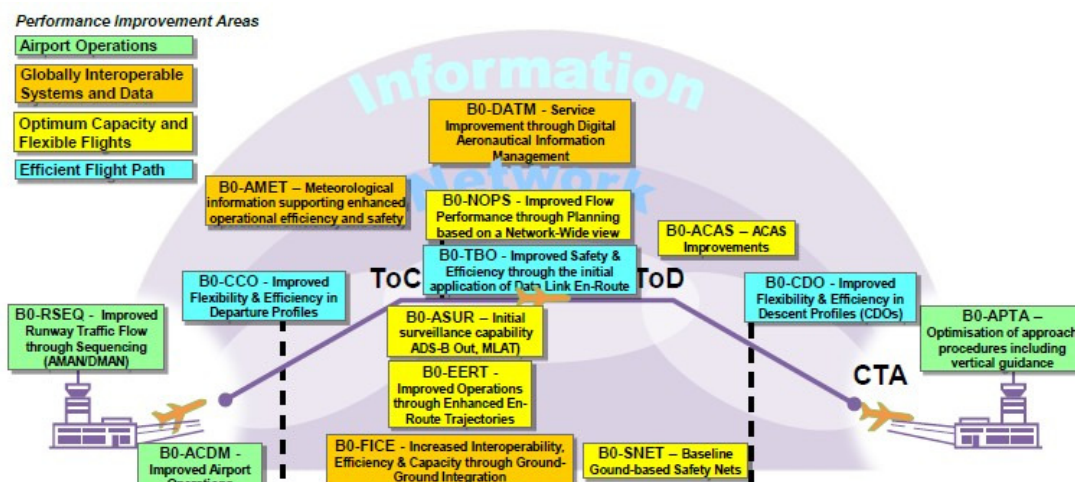 Performance Improvement Areas
Airport Operations
Globally Interoperable
Systems and Data
Optimum Capacity and
Flexible Flights
Efficient Flight Path
Information
Network
B0-DATM - Service
Improvement through Digital
Aeronautical Information
Management
B0-AMET – Meteorological
information supporting enhanced
operational efficiency and safety
B0-NOPS - Improved Flow
Performance through Planning
based on a Network-Wide view
B0-ACAS – ACAS
Improvements
B0-TBO - Improved Safety &
Efficiency through the initial
application of Data Link En-Route
ToC
ToD
B0-CCO - Improved
Flexibility & Efficiency in
Departure Profiles
B0-CDO - Improved
Flexibility & Efficiency in
Descent Profiles (CDOs)
B0-RSEQ – Improved
Runway Traffic Flow
through Sequencing
(AMAN/DMAN)
B0-ASUR – Initial
surveillance capability
ADS-B Out, MLAT)
B0-APTA –
Optimisation of approach
procedures including
vertical guidance
B0-EERT -
Improved Operations
through Enhanced En-
Route Trajectories
CTA
B0-ACDM -
Improved Airport
Operations
B0-FICE - Increased Interoperability,
Efficiency & Capacity through Ground-
Ground Integration
B0-SNET – Baseline
Gound-based Safety Nets